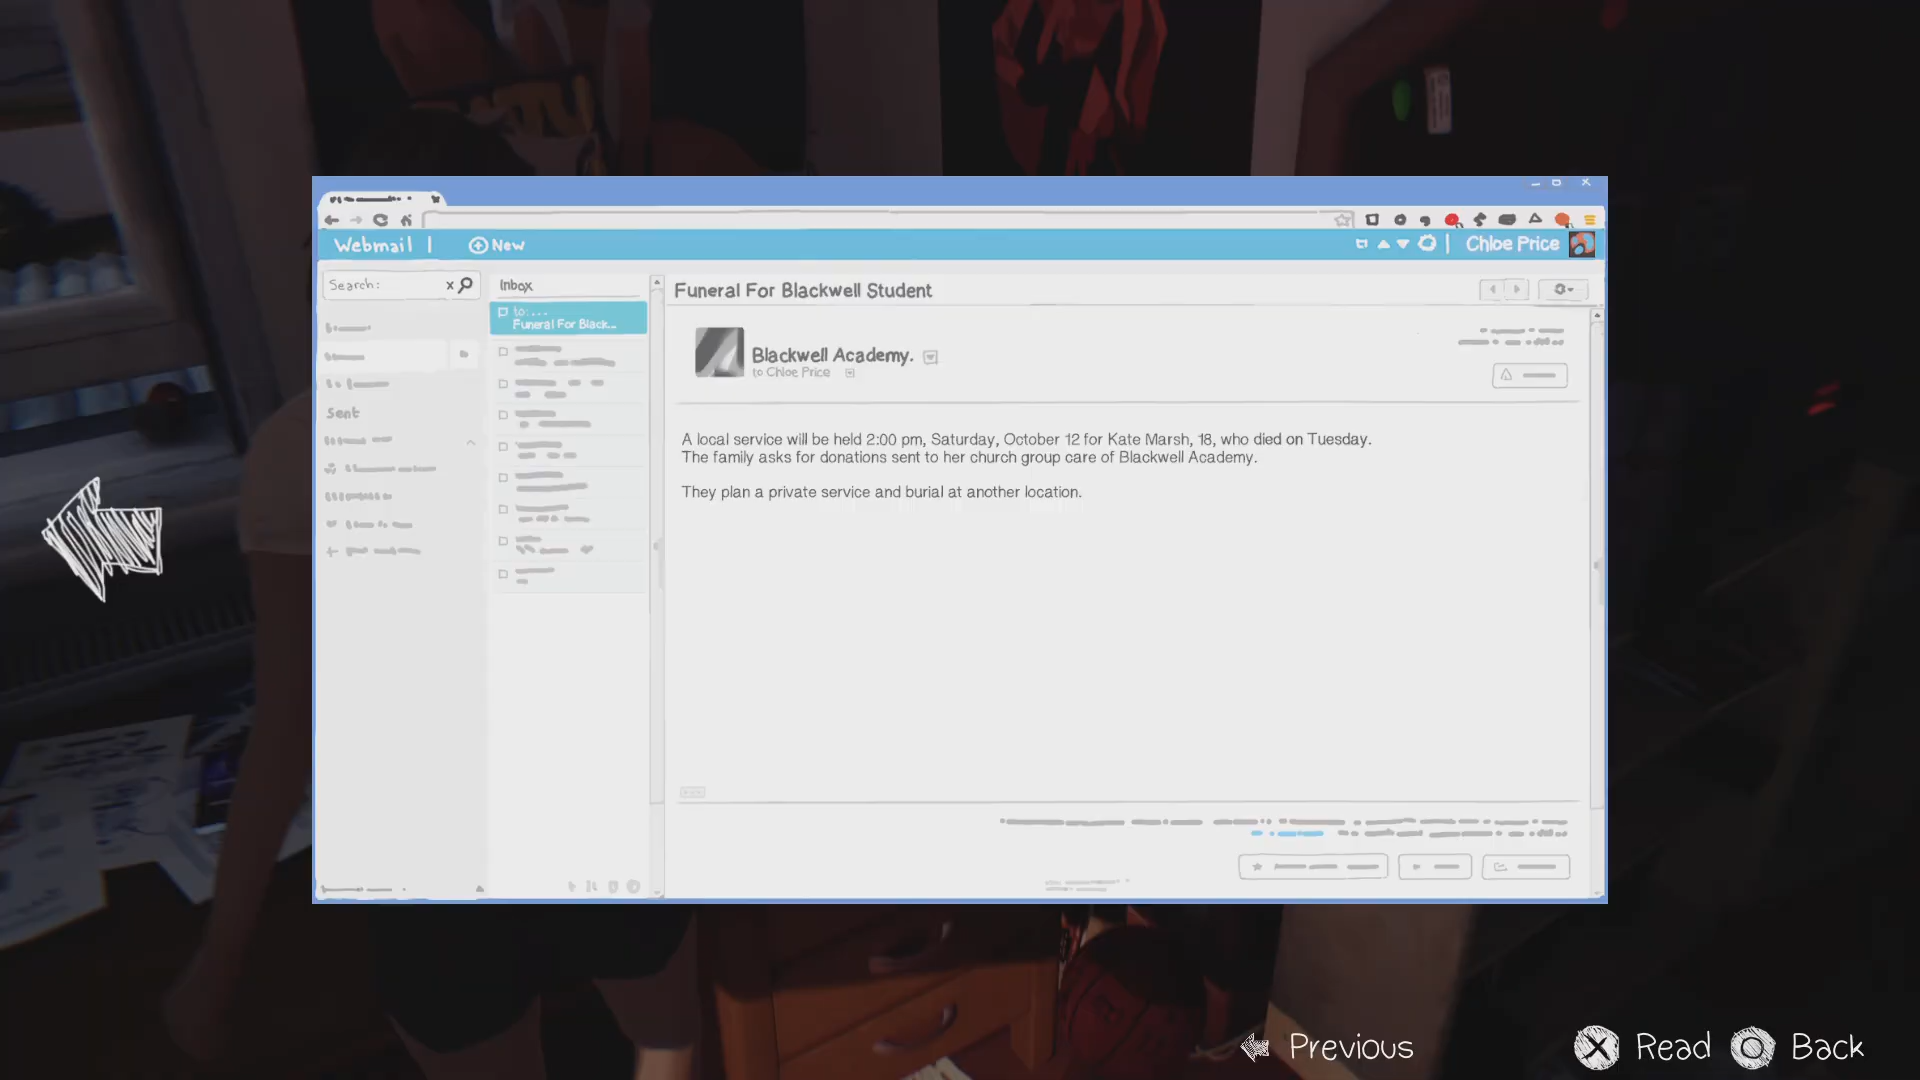 Webmail |
New
Chloe Price
Search: x
Inbox
Funeral For Blackwell Student
to:...
Funeral For Black...
Blackwell Academy.
to Chloe Price
Sent
A local service will be held 2:00 pm, Saturday, October 12 for Kate Marsh, 18, who died on Tuesday.
The family asks for donations sent to her church group care of Blackwell Academy.
They plan a private service and burial at another location.
Previous
Read
Back